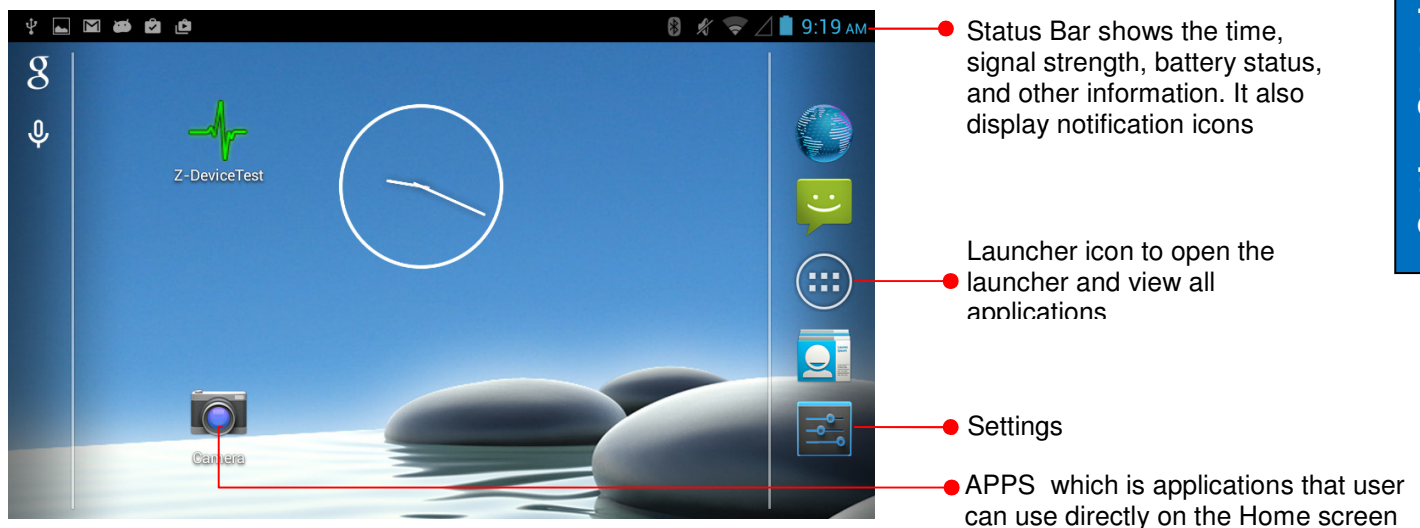 9:19 AM
g
Z-DeviceTest
Camera
Status Bar shows the time,
signal strength, battery status,
and other information. It also
display notification icons
Launcher icon to open the
launcher and view all
applications
Settings
APPS which is applications that user
can use directly on the Home screen